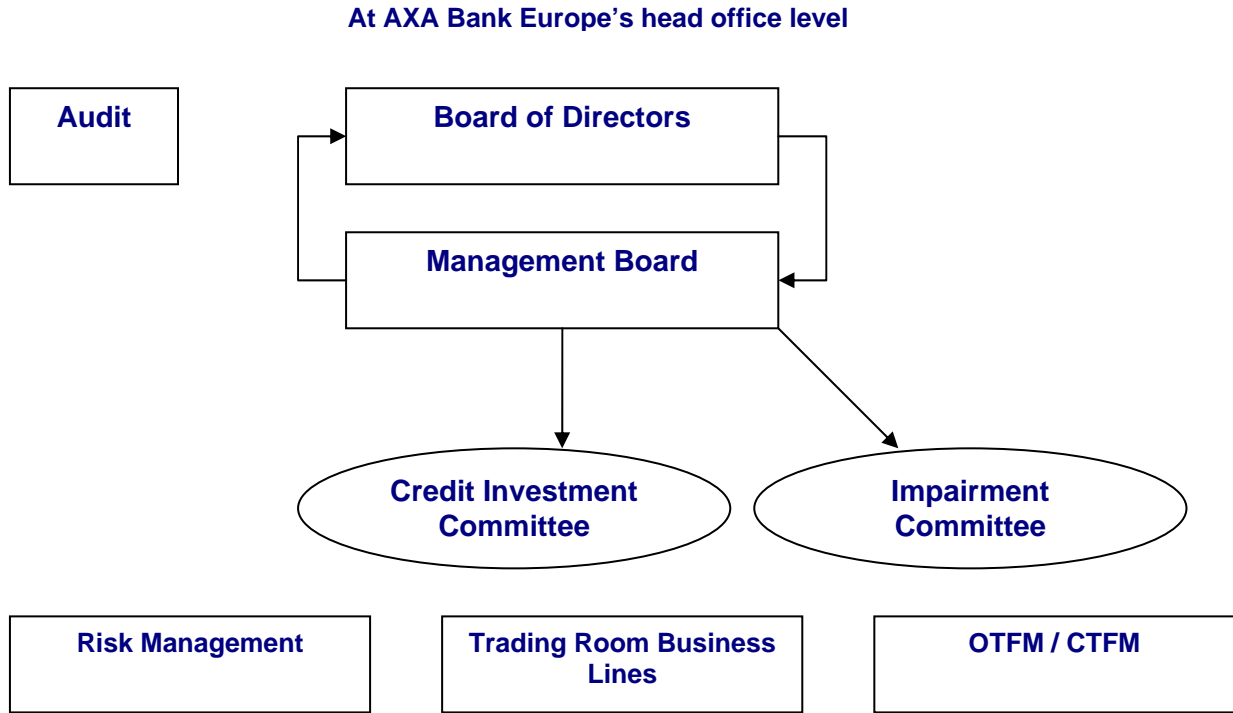 At AXA Bank Europe’s head office level
Audit
Board of Directors
Management Board
Credit Investment
Committee
Impairment
Committee
Risk Management
Trading Room Business
Lines
OTFM / CTFM